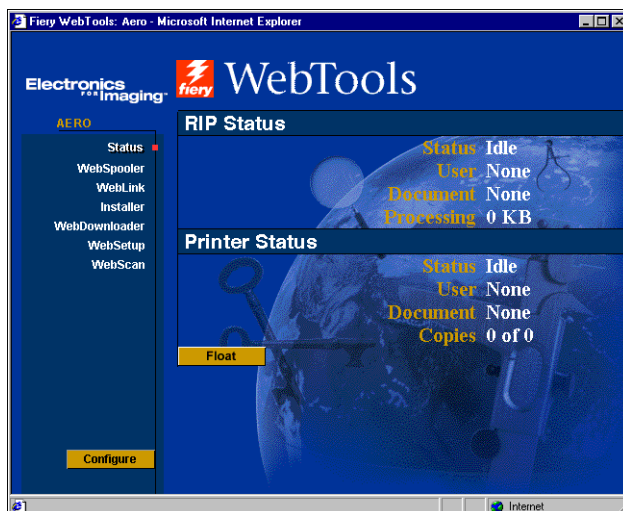 Fiery WebTools: Aero - Microsoft Internet Explorer
Electronics
FOR Imaging
fiery
WebTools
AERO
Status
WebSpooler
WebLink
Installer
WebDownloader
WebSetup
WebScan
Configure
RIP Status
Status Idle
User None
Document None
Processing 0 KB
Printer Status
Status Idle
User None
Document None
Copies 0 of 0
Float
Internet